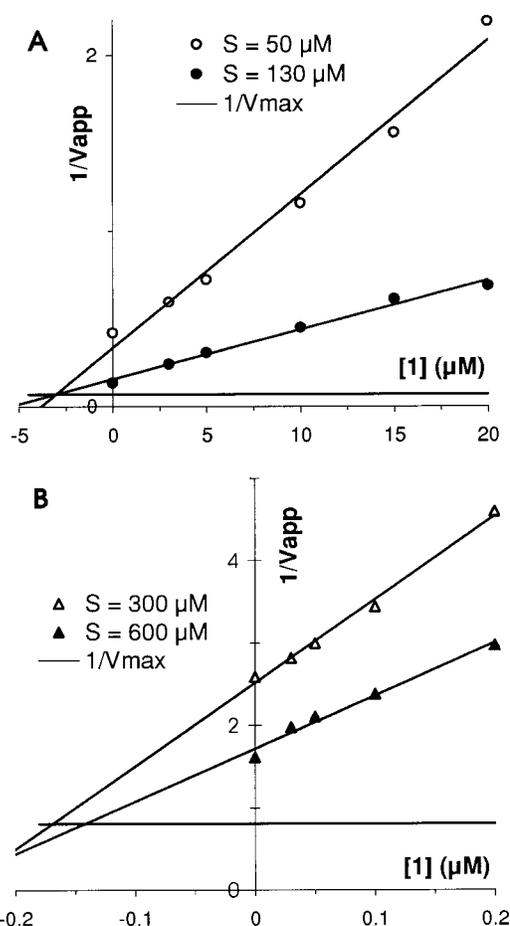 A
S = 50 µM
S = 130 µM
1/Vmax
2
1/Vapp
[1] (µM)
0
-5 0 5 10 15 20
B
1/Vapp
4
S = 300 µM
S = 600 µM
1/Vmax
2
[1] (µM)
0
-0.2 -0.1 0 0.1 0.2